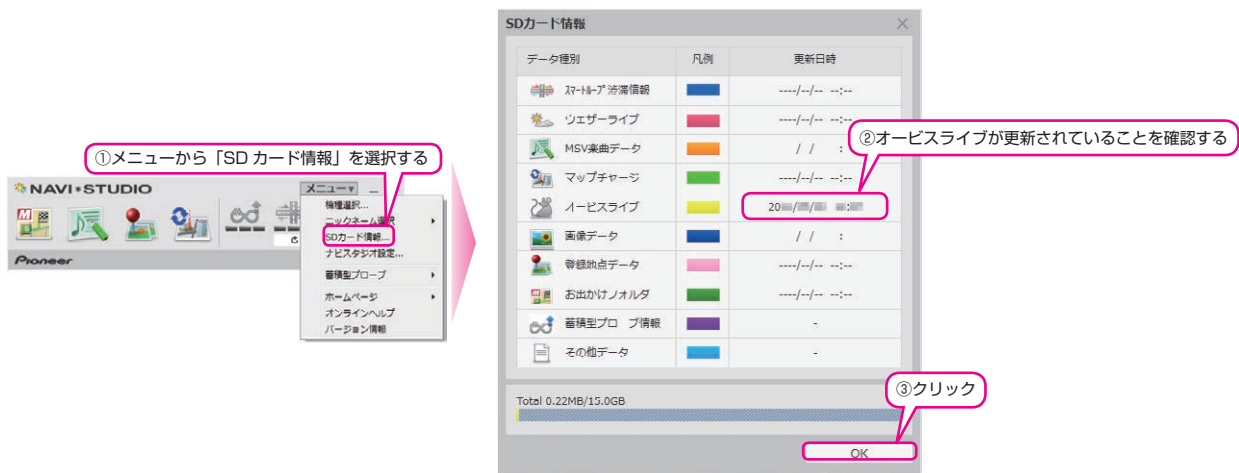 ①メニューから「SD カード情報」を選択する
NAVI*STUDIO
メニュー▼
機種選択...
ニックネーム選択
SDカード情報...
ナビスタジオ設定...
蓄積型プローブ
ホームページ
オンラインヘルプ
バージョン情報
Pioneer
SDカード情報
データ種別 凡例 更新日時
スマートループ渋滞情報 ----/--/-- --:--
ウェザーライブ ----/--/-- --:--
②オービスライブが更新されていることを確認する
MSV楽曲データ / / :
マップチャージ ----/--/-- --:--
オービスライブ 20 / / :
画像データ / / :
登録地点データ ----/--/-- --:--
お出かけフォルダ ----/--/-- --:--
蓄積型プロ ブ情報 -
その他データ -
Total 0.22MB/15.0GB
③クリック
OK